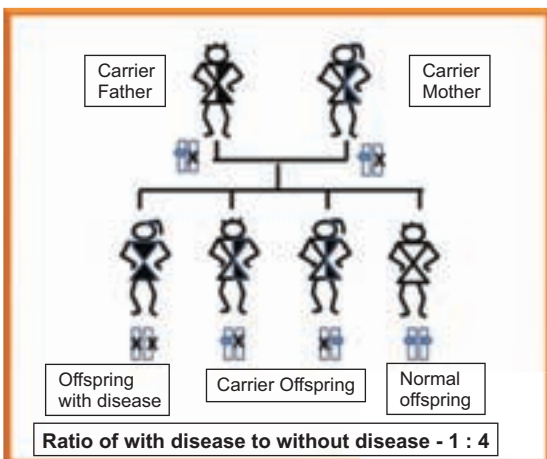 Carrier
Father
Carrier
Mother
X
X
X X
X
X
Offspring
with disease
Carrier Offspring
Normal
offspring
Ratio of with disease to without disease - 1 : 4